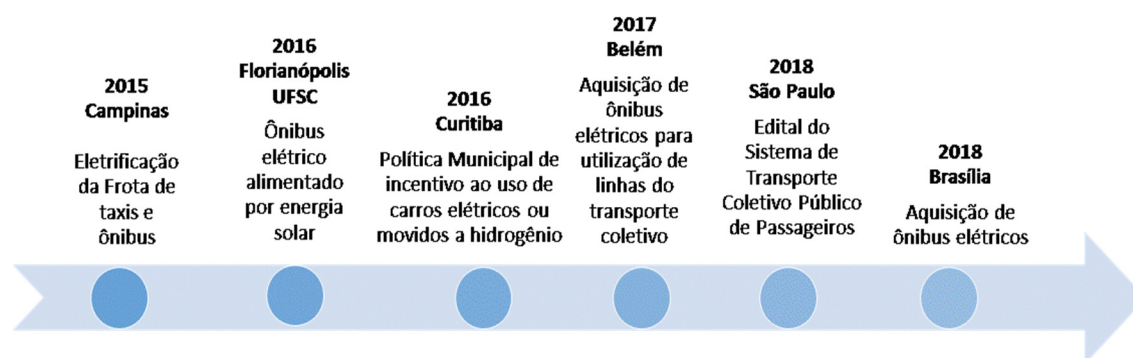 2015
Campinas
Eletrificação
da Frota de
taxis e
ônibus
2016
Florianópolis
UFSC
Ônibus
elétrico
alimentado
por energia
solar
2016
Curitiba
Política Municipal de
incentivo ao uso de
carros elétricos ou
movidos a hidrogênio
2017
Belém
Aquisição de
ônibus
elétricos para
utilização de
linhas do
transporte
coletivo
2018
São Paulo
Edital do
Sistema de
Transporte
Coletivo Público
de Passageiros
2018
Brasília
Aquisição de
ônibus elétricos